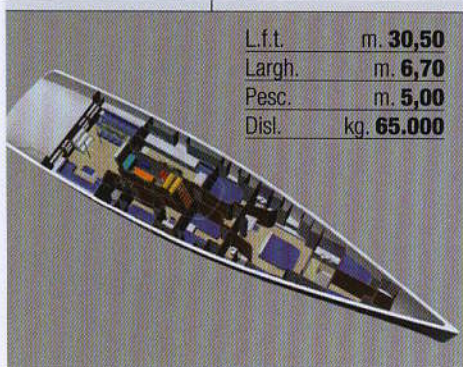 L.f.t. m. 30,50
Largh. m. 6,70
Pesc. m. 5,00
Disl. kg. 65.000